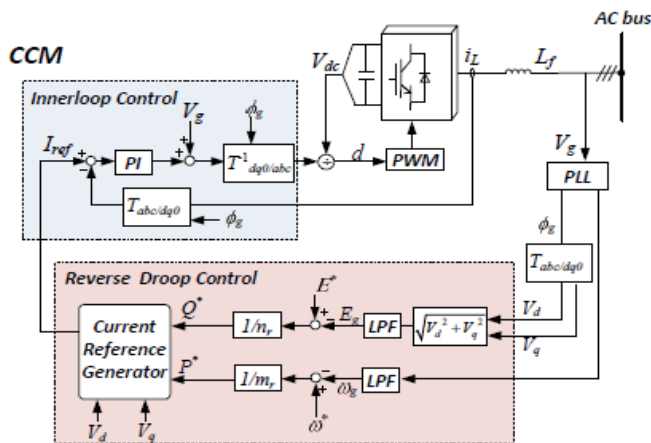 AC bus
CCM
V_dc
i_L
L_f
Innerloop Control
ϕ_g
V_g
I_ref
+
−
PI
+
+
T^-1_dq0/abc
÷
d
PWM
V_g
PLL
T_abc/dq0
ϕ_g
ϕ_g
T_abc/dq0
Reverse Droop Control
E*
V_d
Q*
1/n_r
+
−
E_g
LPF
√V_d²+V_q²
V_q
Current
Reference
Generator
P*
1/m_r
−
+
ω_g
LPF
ω*
V_d
V_q